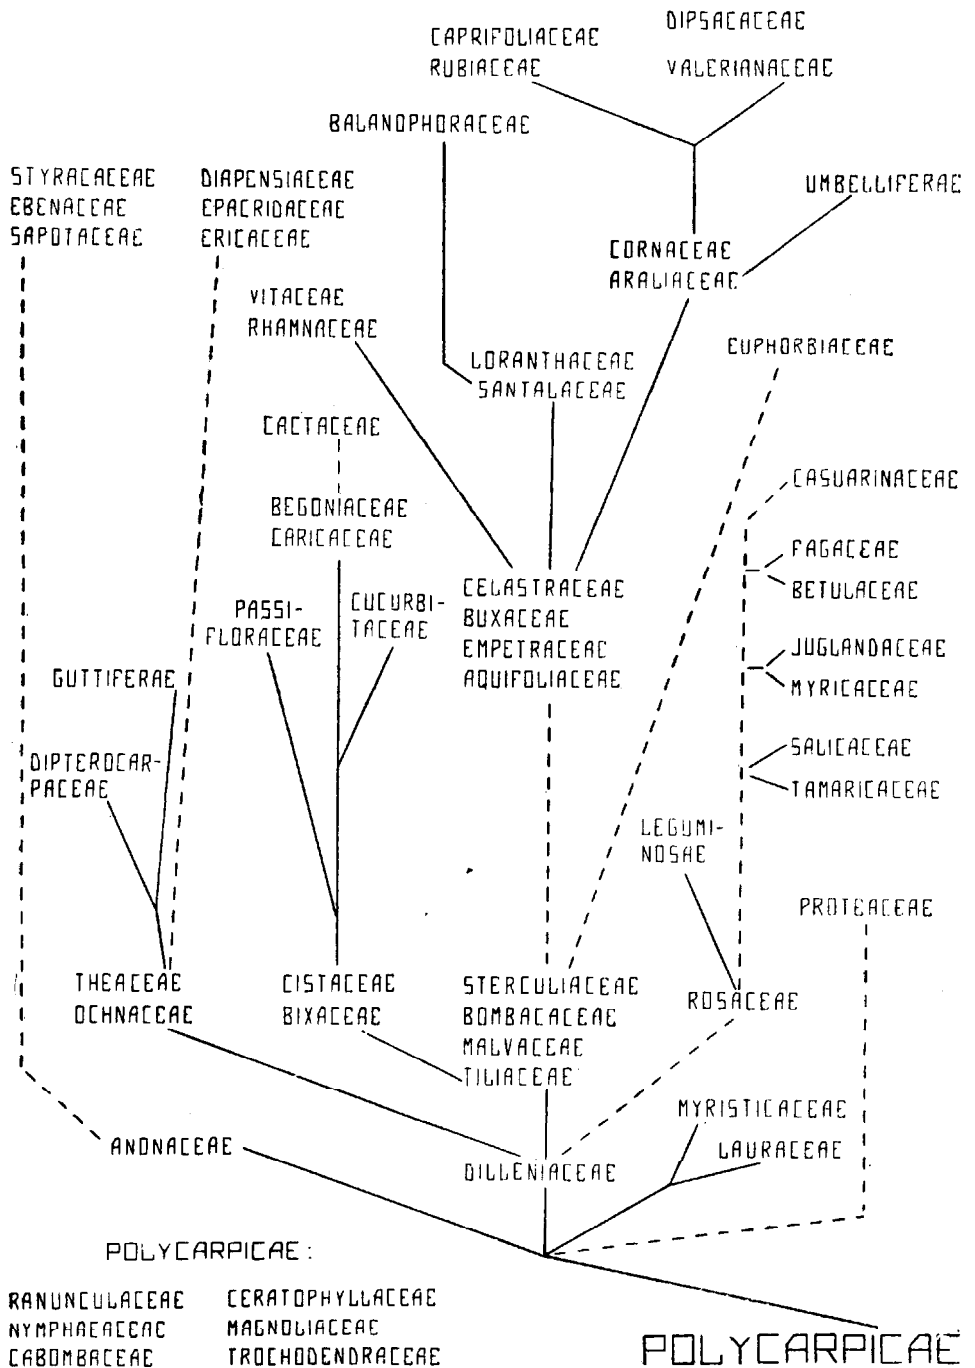 CAPRIFOLIACEAE
RUBIACEAE
DIPSACACEAE
VALERIANACEAE
BALANOPHORACEAE
STYRACACEAE
EBENACEAE
SAPOTACEAE
DIAPENSIACEAE
EPACRIDACEAE
ERICACEAE
UMBELLIFERAE
CORNACEAE
ARALIACEAE
VITACEAE
RHAMNACEAE
LORANTHACEAE
SANTALACEAE
EUPHORBIACEAE
CACTACEAE
BEGONIACEAE
CARICACEAE
CASUARINACEAE
FAGACEAE
BETULACEAE
PASSI-
FLORACEAE
CUCURBI-
TACEAE
CELASTRACEAE
BUXACEAE
EMPETRACEAE
AQUIFOLIACEAE
JUGLANDACEAE
MYRICACEAE
GUTTIFERAE
DIPTEROCAR-
PACEAE
SALICACEAE
TAMARICACEAE
LEGUMI-
NOSAE
PROTEACEAE
THEACEAE
OCHNACEAE
CISTACEAE
BIXACEAE
STERCULIACEAE
BOMBACACEAE
MALVACEAE
TILIACEAE
ROSACEAE
MYRISTICACEAE
LAURACEAE
ANONACEAE
DILLENIACEAE
POLYCARPICAE:
RANUNCULACEAE
NYMPHAEACEAE
CABOMBACEAE
CERATOPHYLLACEAE
MAGNOLIACEAE
TROCHODENDRACEAE
POLYCARPICAE